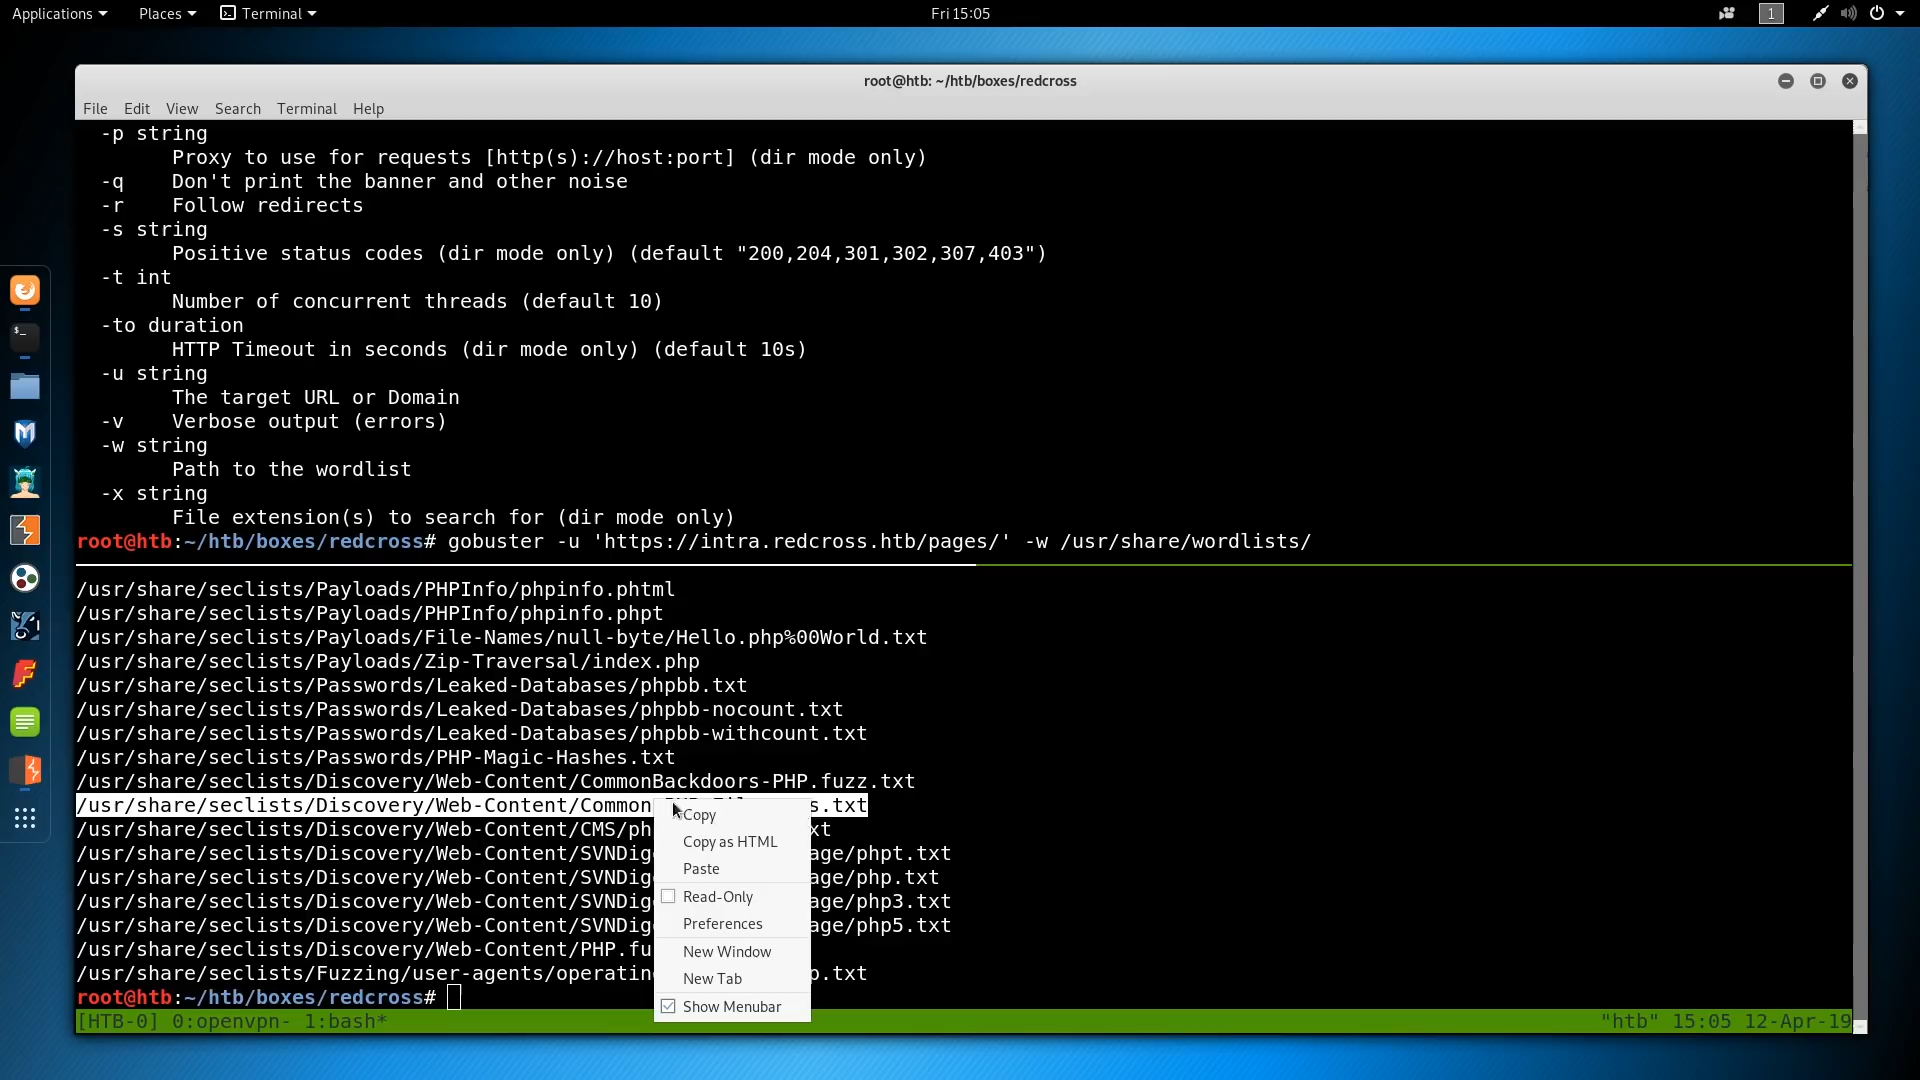 Applications Places Terminal Fri 15:05 1
root@htb: ~/htb/boxes/redcross
File Edit View Search Terminal Help
-p string
Proxy to use for requests [http(s)://host:port] (dir mode only)
-q Don't print the banner and other noise
-r Follow redirects
-s string
Positive status codes (dir mode only) (default "200,204,301,302,307,403")
-t int
Number of concurrent threads (default 10)
-to duration
HTTP Timeout in seconds (dir mode only) (default 10s)
-u string
The target URL or Domain
-v Verbose output (errors)
-w string
Path to the wordlist
-x string
File extension(s) to search for (dir mode only)
root@htb:~/htb/boxes/redcross# gobuster -u 'https://intra.redcross.htb/pages/' -w /usr/share/wordlists/
/usr/share/seclists/Payloads/PHPInfo/phpinfo.phtml
/usr/share/seclists/Payloads/PHPInfo/phpinfo.phpt
/usr/share/seclists/Payloads/File-Names/null-byte/Hello.php%00World.txt
/usr/share/seclists/Payloads/Zip-Traversal/index.php
/usr/share/seclists/Passwords/Leaked-Databases/phpbb.txt
/usr/share/seclists/Passwords/Leaked-Databases/phpbb-nocount.txt
/usr/share/seclists/Passwords/Leaked-Databases/phpbb-withcount.txt
/usr/share/seclists/Passwords/PHP-Magic-Hashes.txt
/usr/share/seclists/Discovery/Web-Content/CommonBackdoors-PHP.fuzz.txt
/usr/share/seclists/Discovery/Web-Content/Common s.txt
/usr/share/seclists/Discovery/Web-Content/CMS/ph xt
/usr/share/seclists/Discovery/Web-Content/SVNDig age/phpt.txt
/usr/share/seclists/Discovery/Web-Content/SVNDig age/php.txt
/usr/share/seclists/Discovery/Web-Content/SVNDig age/php3.txt
/usr/share/seclists/Discovery/Web-Content/SVNDig age/php5.txt
/usr/share/seclists/Discovery/Web-Content/PHP.fu
/usr/share/seclists/Fuzzing/user-agents/operatin p.txt
root@htb:~/htb/boxes/redcross#
[HTB-0] 0:openvpn- 1:bash* "htb" 15:05 12-Apr-19
Copy
Copy as HTML
Paste
Read-Only
Preferences
New Window
New Tab
Show Menubar